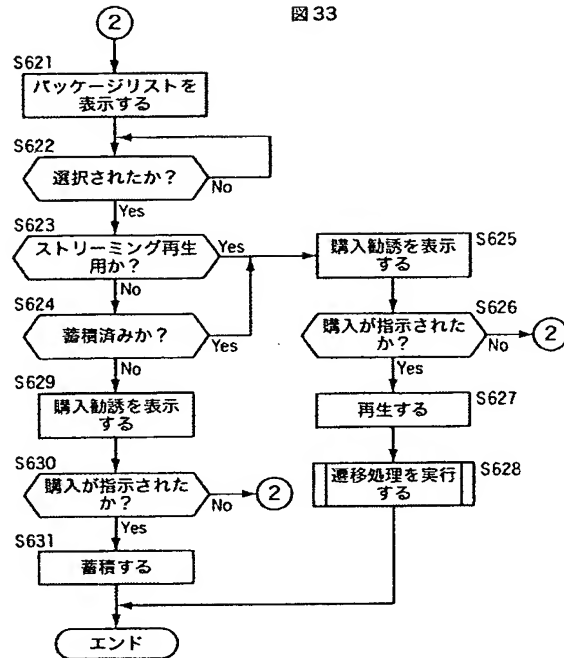 図33
2
S621
パッケージリストを
表示する
S622
選択されたか?
No
Yes
S623
ストリーミング再生
用か?
Yes
No
S624
蓄積済みか?
Yes
No
S629
購入勧誘を表示
する
S630
購入が指示された
か?
No
2
Yes
S631
蓄積する
エンド
購入勧誘を表示
する
S625
購入が指示された
か?
S626
No
2
Yes
再生する
S627
遷移処理を実行
する
S628